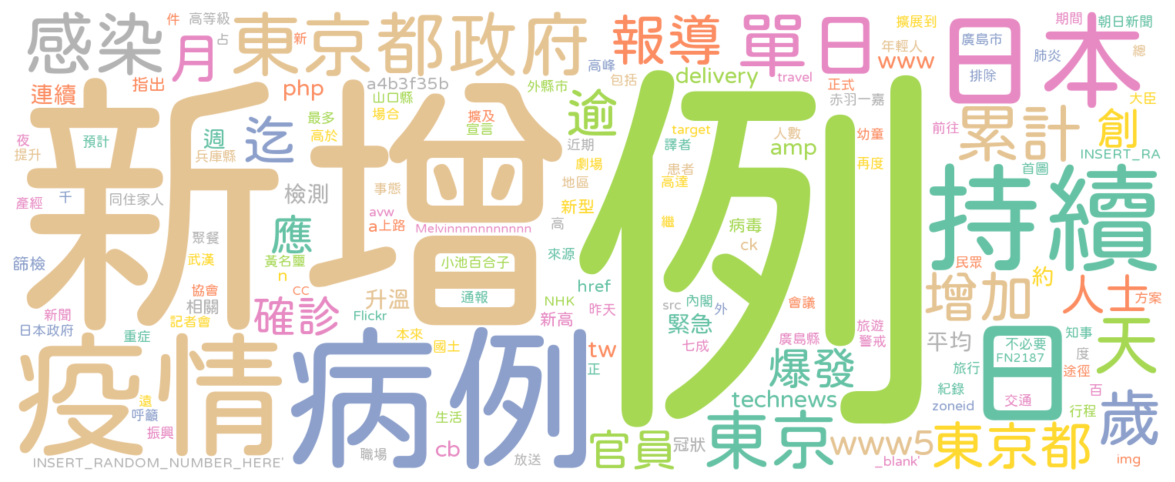 感染
月
東京都政府
件
高等級
占
新
報導
單日
日本
擴展到
期間
朝日新聞
年輕人
www
廣島市
肺炎
總
排除
連續
指出
php
a4b3f35b
高峰
包括
delivery
travel
正式
赤羽一嘉
大臣
山口縣
場合
外縣市
逾
新增
例
夜
提升
預計
週
兵庫縣
迄
最多
高於
擴及
宣言
近期
target
譯者
人數
amp
幼童
前往
累計
創
INSERT_RA
劇場
患者
高達
地區
再度
首圖
持續
產經
千
同住家人
檢測
事態
新型
繼
avw
a
上路
高
病毒
Melvinnnnnnnnnnn
聚餐
應
ck
來源
民眾
篩檢
武漢
黃名璽
n
小池百合子
cc
href
協會
相關
升溫
通報
NHK
昨天
src
內閣
外
會議
增加
約
人士
方案
新聞
記者會
確診
Flickr
新高
緊急
廣島縣
旅遊
警戒
日本政府
重症
本來
國土
tw
正
七成
平均
日
不必要
FN2187
知事
度
天
疫情
病例
爆發
旅行
途徑
遠
呼籲
振興
生活
technews
紀錄
zoneid
交通
百
行程
歲
INSERT_RANDOM_NUMBER_HERE'
職場
cb
放送
官員
冠狀
東京
www5
_blank'
東京都
img